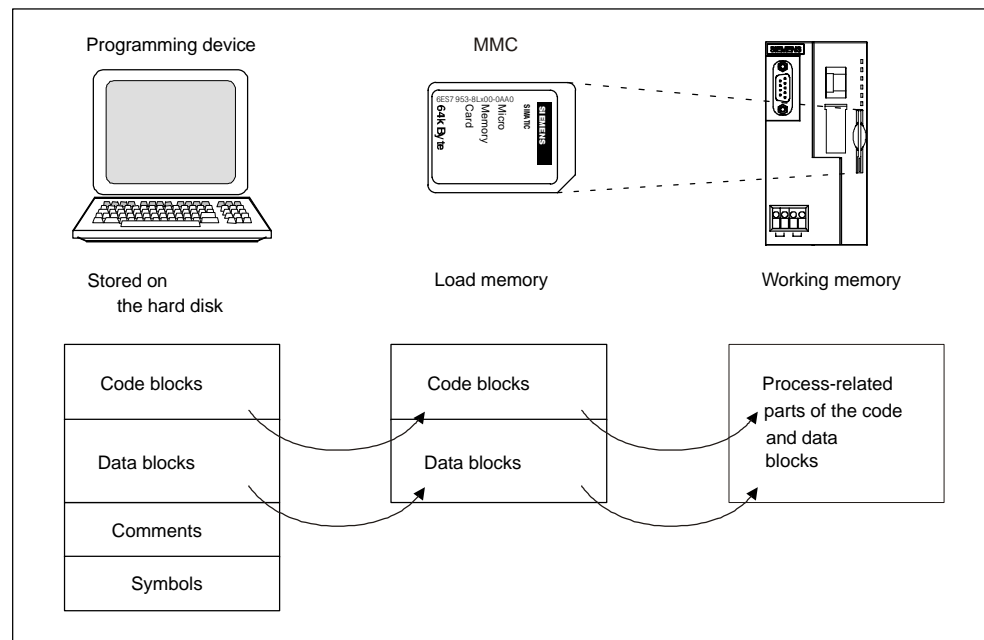 Programming device
MMC
SIEMENS
6ES7 953-8Lx00-0AA0
64k Byte
Micro
Memory
Card
SIMATIC
SIEMENS
Stored on
the hard disk
Load memory
Working memory
Code blocks
Code blocks
Process-related
parts of the code
and data
blocks
Data blocks
Data blocks
Comments
Symbols